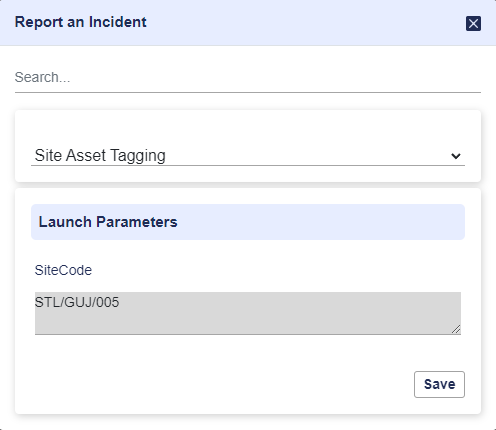 Report an Incident
Search...
Site Asset Tagging
Launch Parameters
SiteCode
STL/GUJ/005
Save